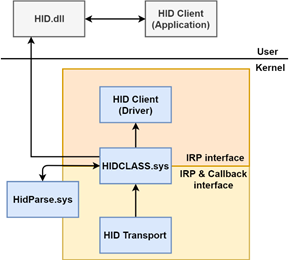 HID.dll
HID Client
(Application)
User
Kernel
HID Client
(Driver)
HIDCLASS.sys
IRP interface
IRP & Callback
interface
HidParse.sys
HID Transport